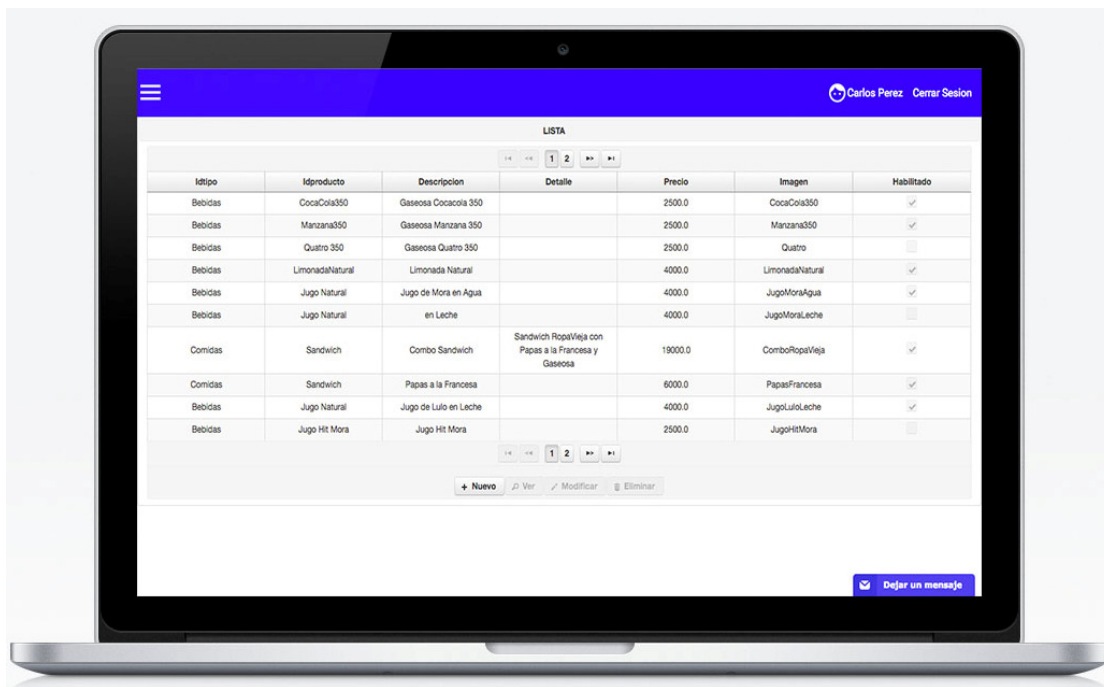 Carlos Perez Cerrar Sesion
LISTA
1 2
Idtipo Idproducto Descripcion Detalle Precio Imagen Habilitado
Bebidas CocaCola350 Gaseosa Cocacola 350 2500.0 CocaCola350
Bebidas Manzana350 Gaseosa Manzana 350 2500.0 Manzana350
Bebidas Quatro 350 Gaseosa Quatro 350 2500.0 Quatro
Bebidas LimonadaNatural Limonada Natural 4000.0 LimonadaNatural
Bebidas Jugo Natural Jugo de Mora en Agua 4000.0 JugoMoraAgua
Bebidas Jugo Natural en Leche 4000.0 JugoMoraLeche
Comidas Sandwich Combo Sandwich Sandwich RopaVieja con
Papas a la Francesa y
Gaseosa 19000.0 ComboRopaVieja
Comidas Sandwich Papas a la Francesa 6000.0 PapasFrancesa
Bebidas Jugo Natural Jugo de Lulo en Leche 4000.0 JugoLuloLeche
Bebidas Jugo Hit Mora Jugo Hit Mora 2500.0 JugoHitMora
1 2
+ Nuevo Ver Modificar Eliminar
Dejar un mensaje